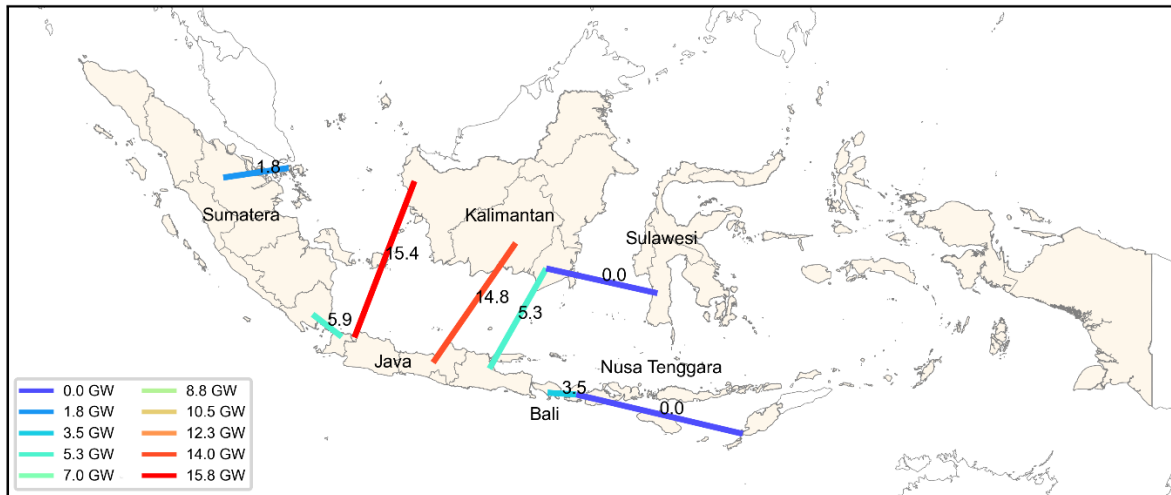 1.8
Sumatera
Kalimantan
Sulawesi
15.4
0.0
14.8
5.3
5.9
Java
Nusa Tenggara
3.5
0.0
Bali
0.0 GW
1.8 GW
3.5 GW
5.3 GW
7.0 GW
8.8 GW
10.5 GW
12.3 GW
14.0 GW
15.8 GW